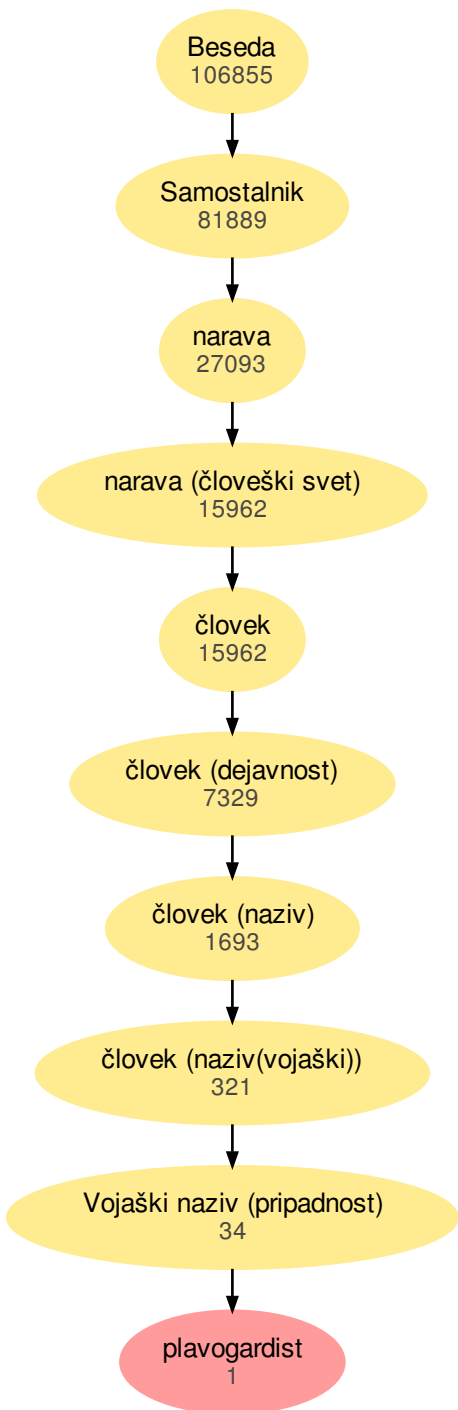 Beseda
106855
Samostalnik
81889
narava
27093
narava (človeški svet)
15962
človek
15962
človek (dejavnost)
7329
človek (naziv)
1693
človek (naziv(vojaški))
321
Vojaški naziv (pripadnost)
34
plavogardist
1